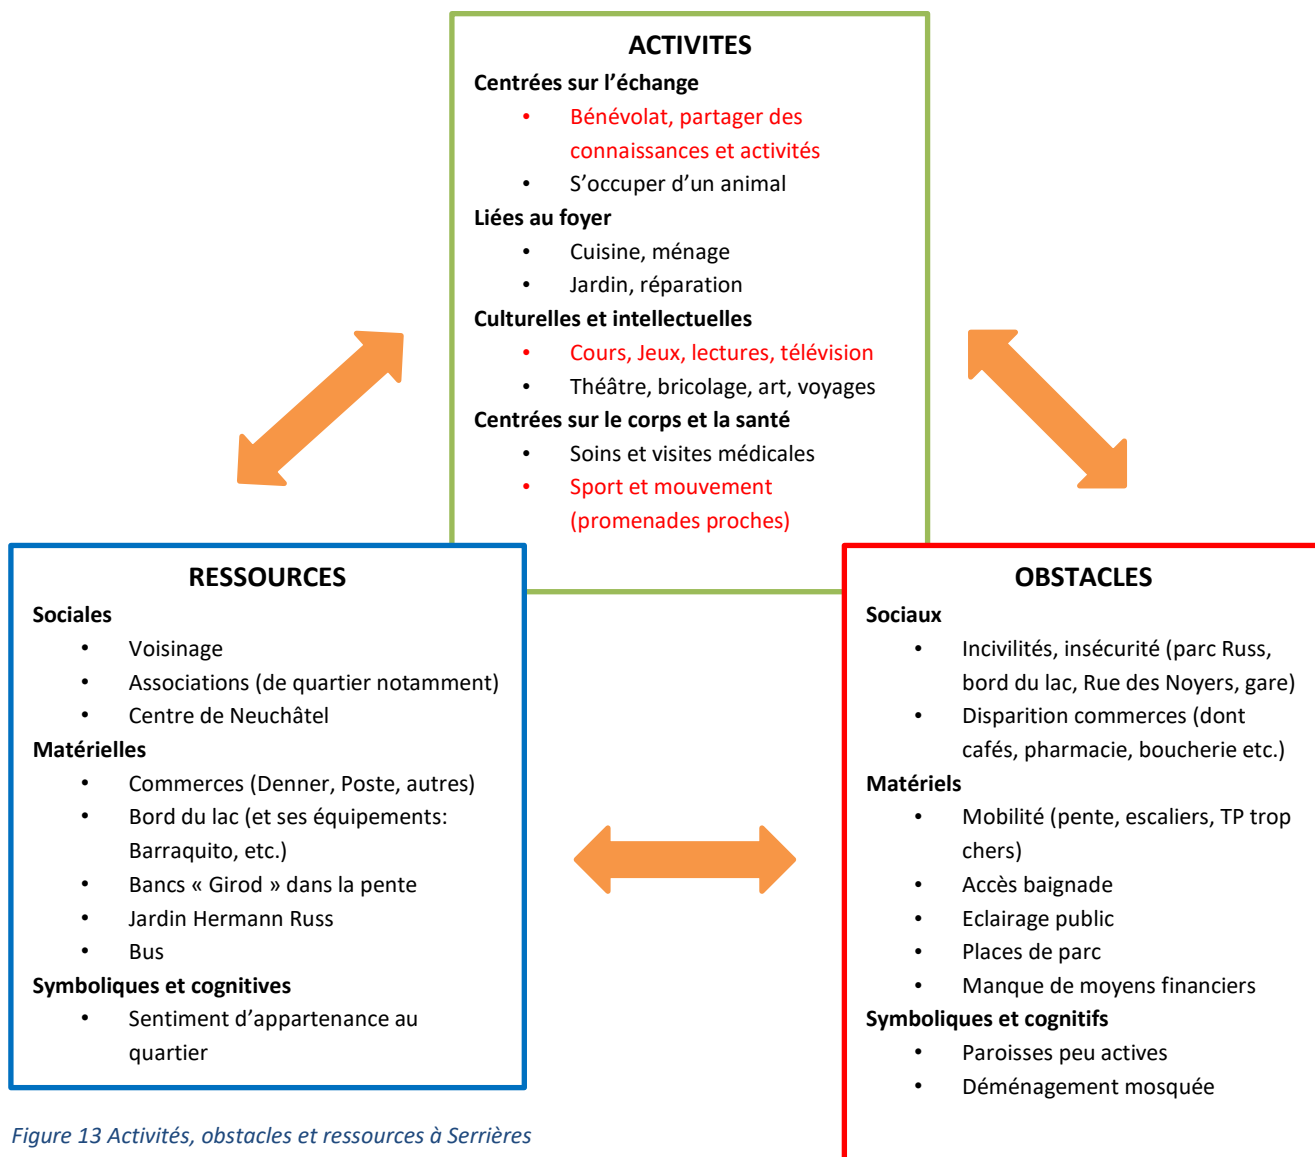 ACTIVITES
Centrées sur l’échange
• Bénévolat, partager des
connaissances et activités
• S’occuper d’un animal
Liées au foyer
• Cuisine, ménage
• Jardin, réparation
Culturelles et intellectuelles
• Cours, Jeux, lectures, télévision
• Théâtre, bricolage, art, voyages
Centrées sur le corps et la santé
• Soins et visites médicales
• Sport et mouvement
(promenades proches)
RESSOURCES
Sociales
• Voisinage
• Associations (de quartier notamment)
• Centre de Neuchâtel
Matérielles
• Commerces (Denner, Poste, autres)
• Bord du lac (et ses équipements:
Barraquito, etc.)
• Bancs « Girod » dans la pente
• Jardin Hermann Russ
• Bus
Symboliques et cognitives
• Sentiment d’appartenance au
quartier
OBSTACLES
Sociaux
• Incivilités, insécurité (parc Russ,
bord du lac, Rue des Noyers, gare)
• Disparition commerces (dont
cafés, pharmacie, boucherie etc.)
Matériels
• Mobilité (pente, escaliers, TP trop
chers)
• Accès baignade
• Eclairage public
• Places de parc
• Manque de moyens financiers
Symboliques et cognitifs
• Paroisses peu actives
• Déménagement mosquée
Figure 13 Activités, obstacles et ressources à Serrières